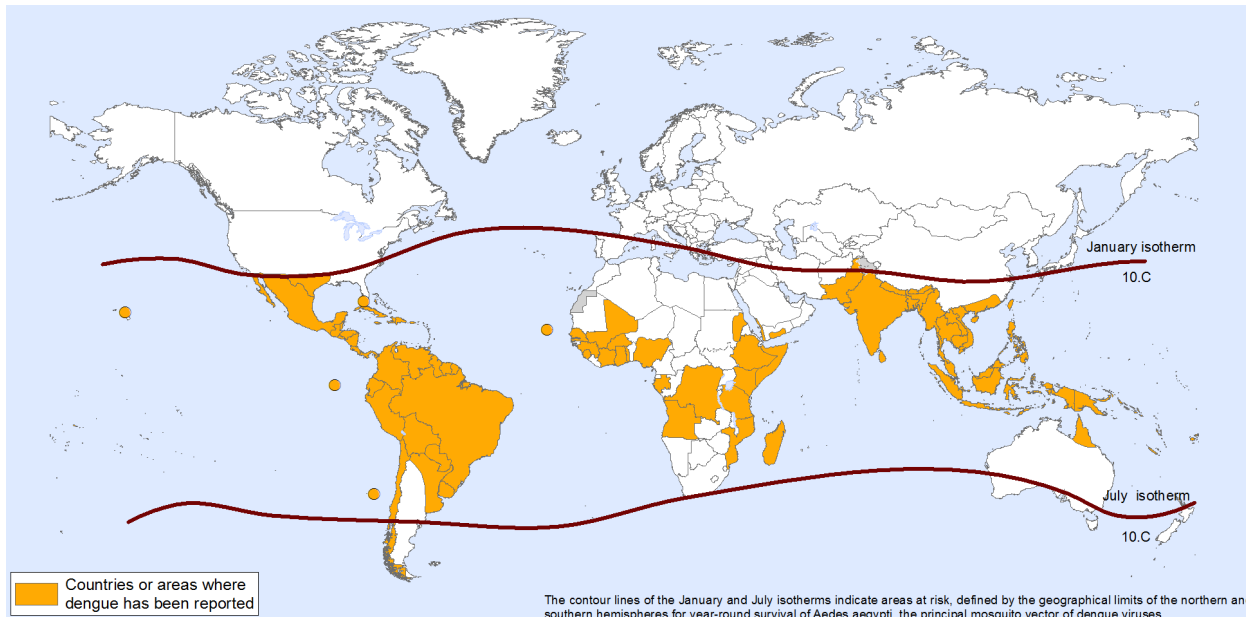 January isotherm
10.C
July isotherm
10.C
Countries or areas where
dengue has been reported
The contour lines of the January and July isotherms indicate areas at risk, defined by the geographical limits of the northern an
southern hemispheres for year-round survival of Aedes aegypti, the principal mosquito vector of dengue viruses